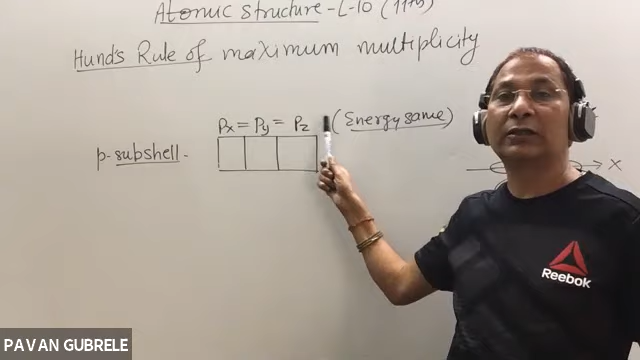 Atomic structure - L-10 (11th)
Hund's Rule of maximum multiplicity
Px = Py = Pz (Energy same)
p-subshell -
X
Reebok
PAVAN GUBRELE